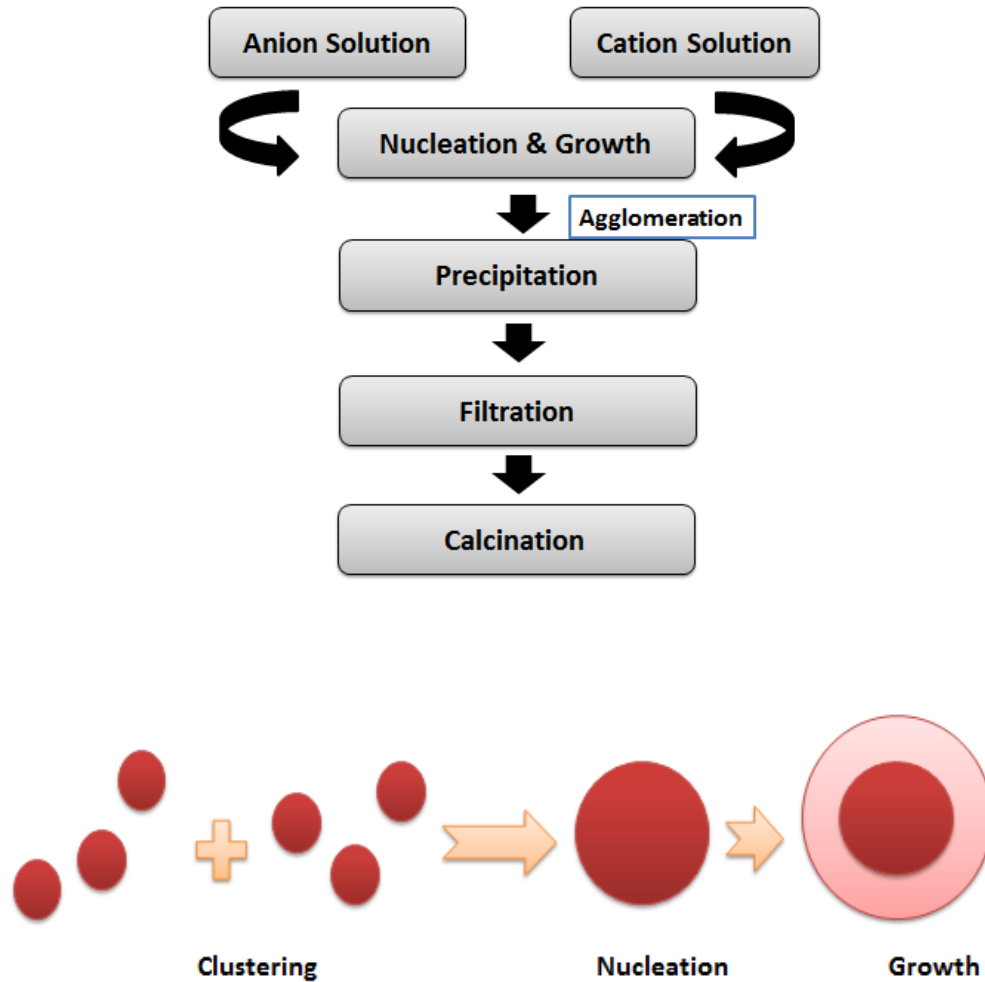 Anion Solution
Cation Solution
Nucleation & Growth
Agglomeration
Precipitation
Filtration
Calcination
Clustering
Nucleation
Growth